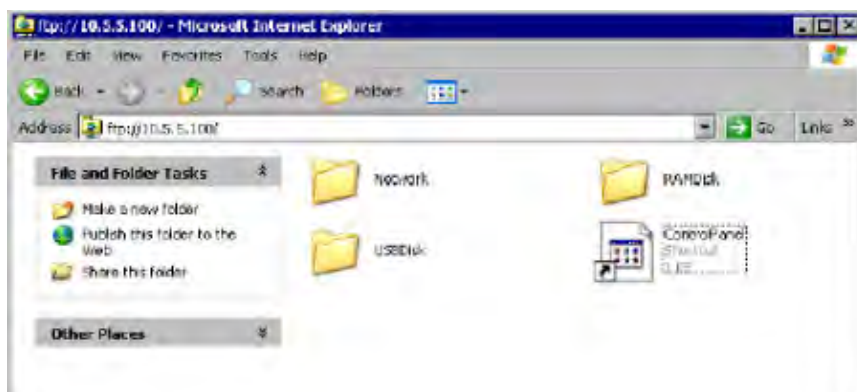 ftp://10.5.5.100/ - Microsoft Internet Explorer
File Edit View Favorites Tools Help
Back Search Folders
Address ftp://10.5.5.100/ Go Links »
File and Folder Tasks
Make a new folder
Publish this folder to the
Web
Share this folder
Other Places
Network
RAMDisk
USBDisk
ControlPanel
Shortcut